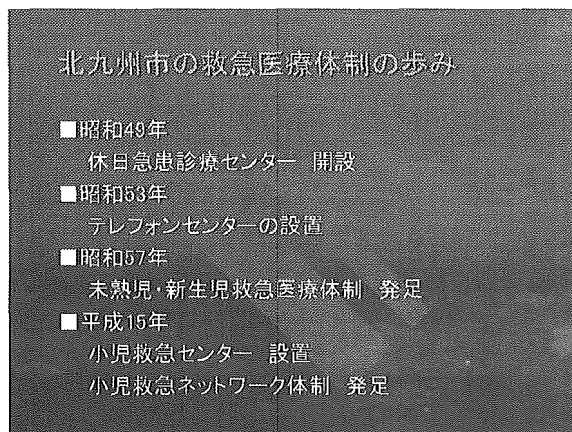 北九州市の救急医療体制の歩み
■昭和49年
休日急患診療センター 開設
■昭和53年
テレフォンセンターの設置
■昭和57年
未熟児・新生児救急医療体制 発足
■平成15年
小児救急センター 設置
小児救急ネットワーク体制 発足